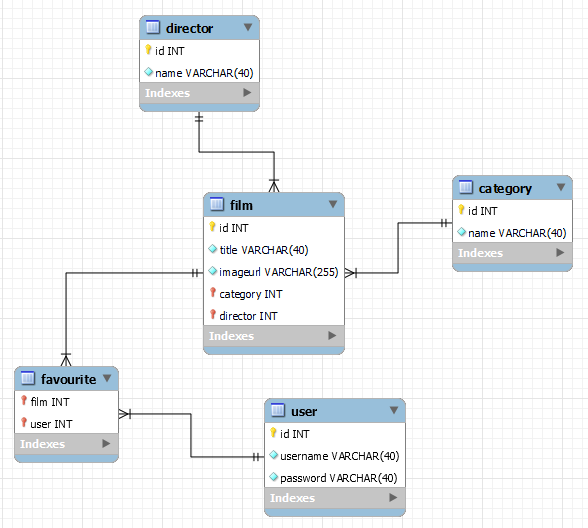 director
id INT
name VARCHAR(40)
Indexes
film
id INT
title VARCHAR(40)
imageurl VARCHAR(255)
category INT
director INT
Indexes
category
id INT
name VARCHAR(40)
Indexes
favourite
film INT
user INT
Indexes
user
id INT
username VARCHAR(40)
password VARCHAR(40)
Indexes